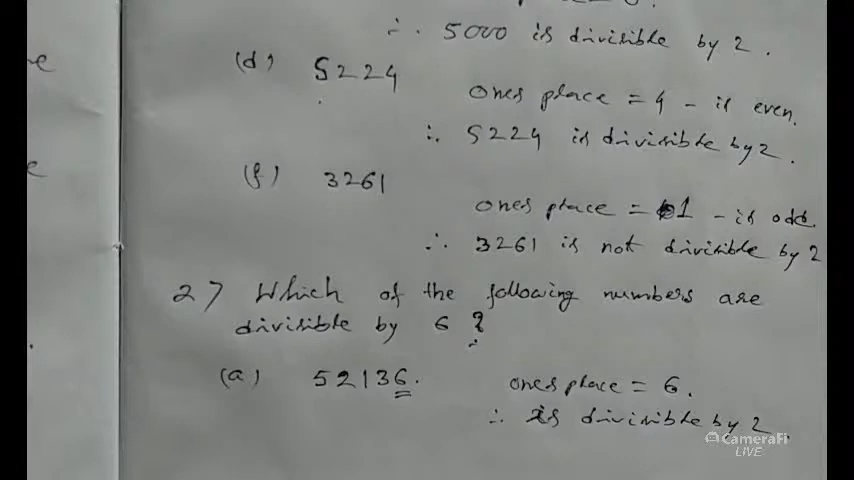 ∴ 5000 is divisible by 2.
(d) 5224
ones place = 4 - is even.
∴ 5224 is divisible by 2.
(f) 3261
ones place = 1 - is odd.
∴ 3261 is not divisible by 2
2) Which of the following numbers are
divisible by 6 ?
(a) 52136. ones place = 6.
∴ is divisible by 2.
CameraFi
LIVE